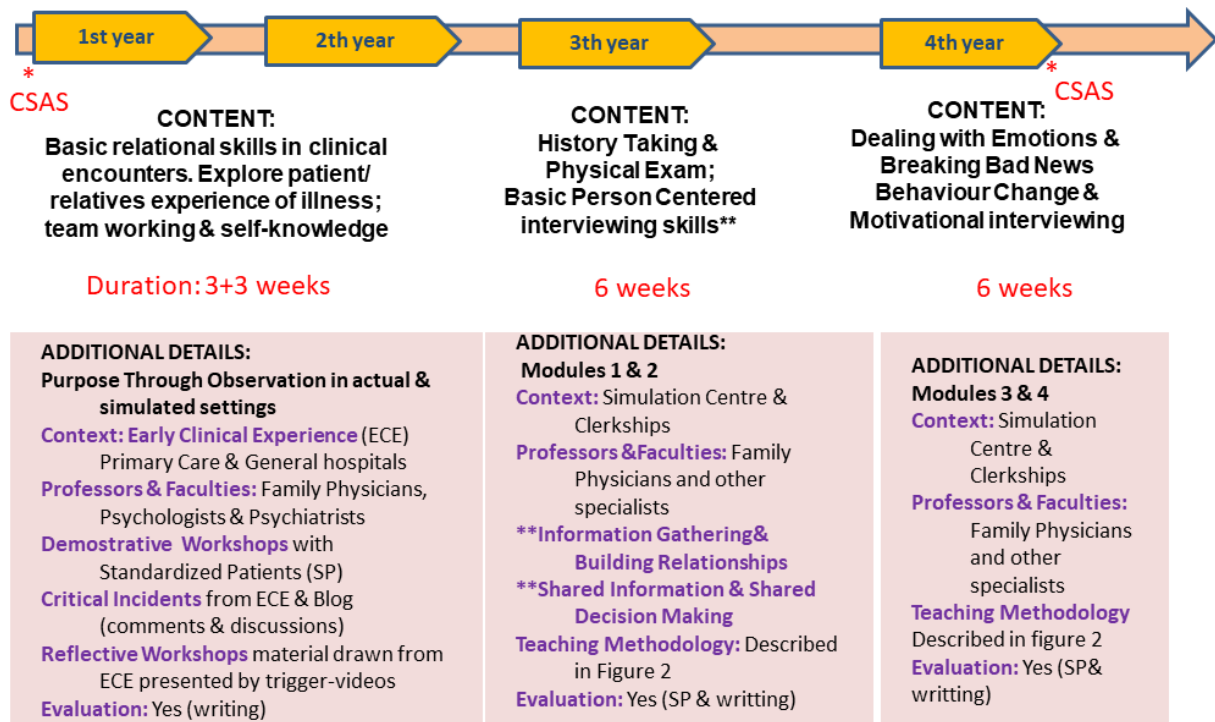 1st year
2th year
3th year
4th year
*
CSAS
*
CSAS
CONTENT:
Basic relational skills in clinical
encounters. Explore patient/
relatives experience of illness;
team working & self-knowledge
CONTENT:
History Taking &
Physical Exam;
Basic Person Centered
interviewing skills**
CONTENT:
Dealing with Emotions &
Breaking Bad News
Behaviour Change &
Motivational interviewing
Duration: 3+3 weeks
6 weeks
6 weeks
ADDITIONAL DETAILS:
Purpose Through Observation in actual &
simulated settings
Context: Early Clinical Experience (ECE)
Primary Care & General hospitals
Professors & Faculties: Family Physicians,
Psychologists & Psychiatrists
Demostrative Workshops with
Standardized Patients (SP)
Critical Incidents from ECE & Blog
(comments & discussions)
Reflective Workshops material drawn from
ECE presented by trigger-videos
Evaluation: Yes (writing)
ADDITIONAL DETAILS:
Modules 1 & 2
Context: Simulation Centre &
Clerkships
Professors &Faculties: Family
Physicians and other
specialists
**Information Gathering&
Building Relationships
**Shared Information & Shared
Decision Making
Teaching Methodology: Described
in Figure 2
Evaluation: Yes (SP & writting)
ADDITIONAL DETAILS:
Modules 3 & 4
Context: Simulation
Centre &
Clerkships
Professors & Faculties:
Family Physicians
and other
specialists
Teaching Methodology
Described in figure 2
Evaluation: Yes (SP&
writting)